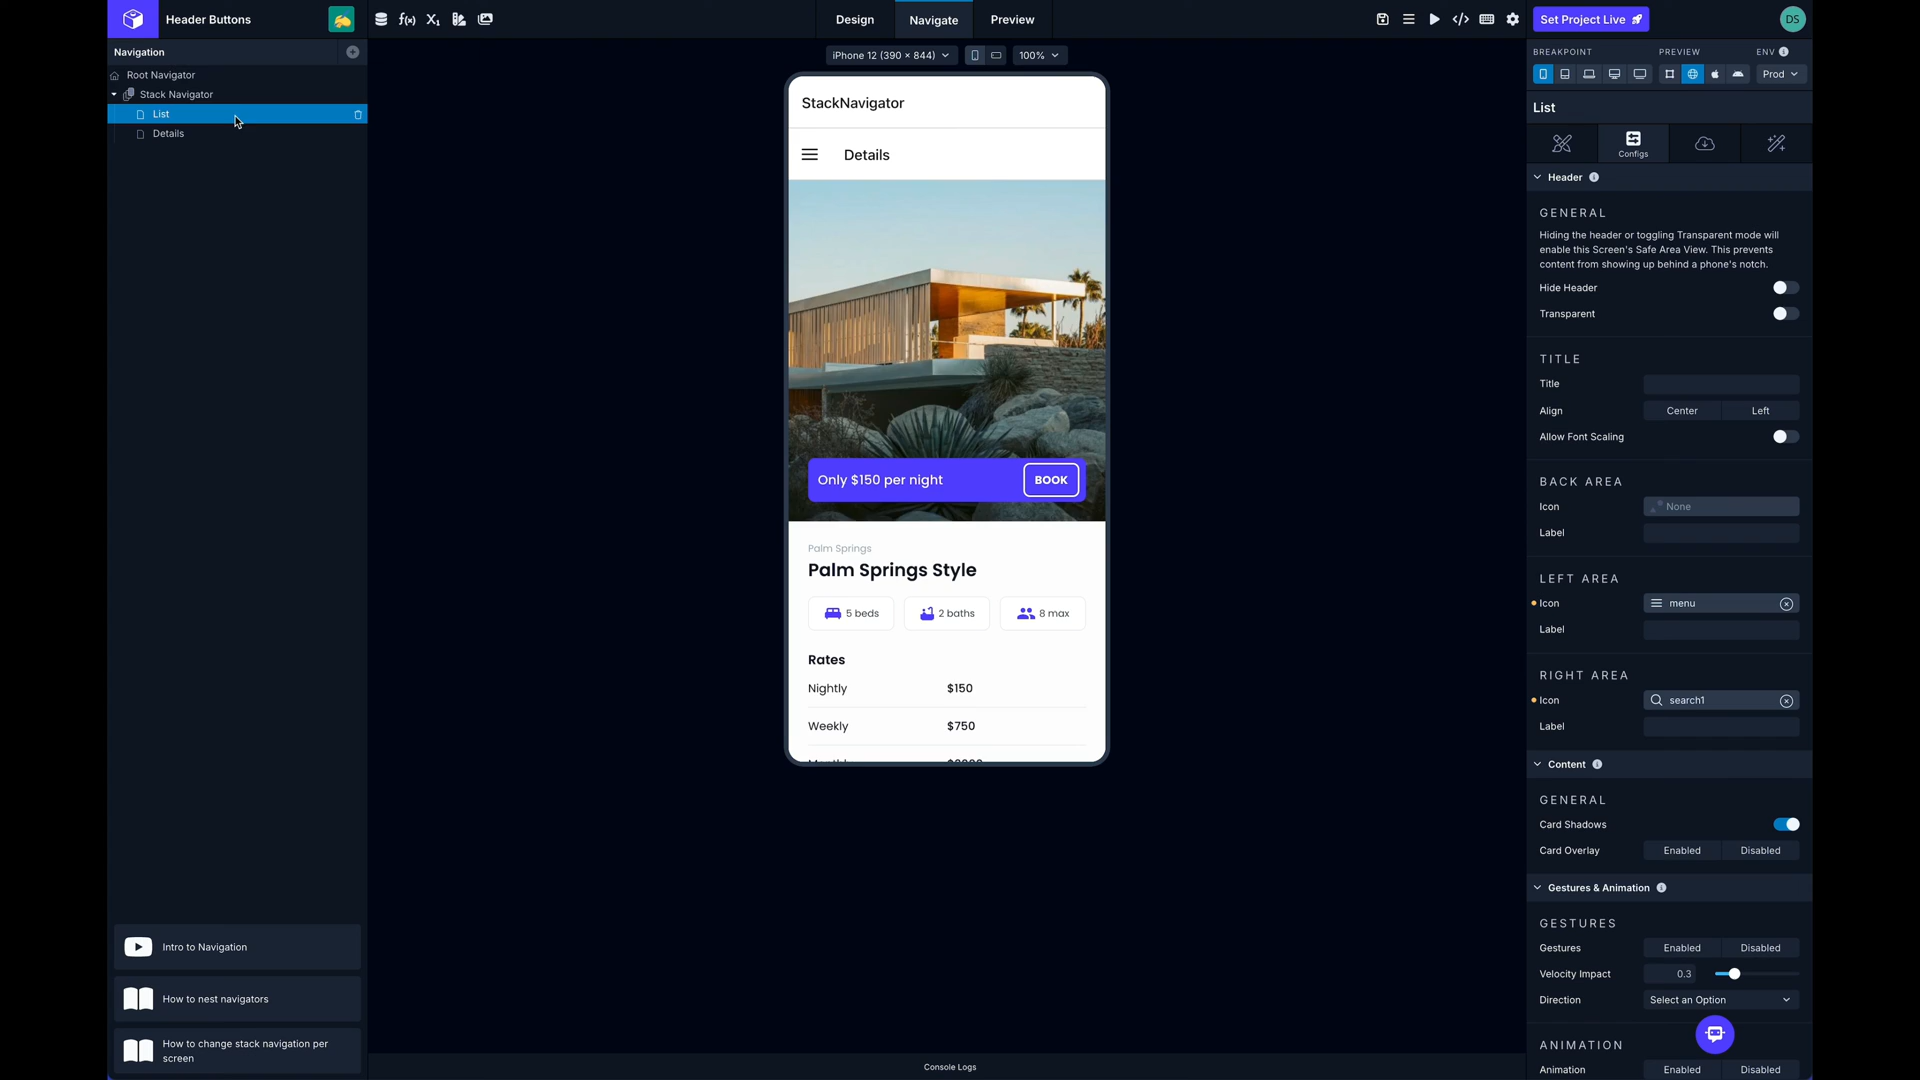 Header Buttons
f(x)
X₁
Design
Navigate
Preview
Set Project Live
DS
Navigation
Root Navigator
Stack Navigator
List
Details
Intro to Navigation
How to nest navigators
How to change stack navigation per
screen
iPhone 12 (390 × 844)
100%
StackNavigator
Details
Only $150 per night
BOOK
Palm Springs
Palm Springs Style
5 beds
2 baths
8 max
Rates
Nightly
$150
Weekly
$750
Console Logs
BREAKPOINT
PREVIEW
ENV
Prod
List
Configs
Header
GENERAL
Hiding the header or toggling Transparent mode will
enable this Screen's Safe Area View. This prevents
content from showing up behind a phone's notch.
Hide Header
Transparent
TITLE
Title
Align
Center
Left
Allow Font Scaling
BACK AREA
Icon
None
Label
LEFT AREA
Icon
menu
Label
RIGHT AREA
Icon
search1
Label
Content
GENERAL
Card Shadows
Card Overlay
Enabled
Disabled
Gestures & Animation
GESTURES
Gestures
Enabled
Disabled
Velocity Impact
0.3
Direction
Select an Option
ANIMATION
Animation
Enabled
Disabled